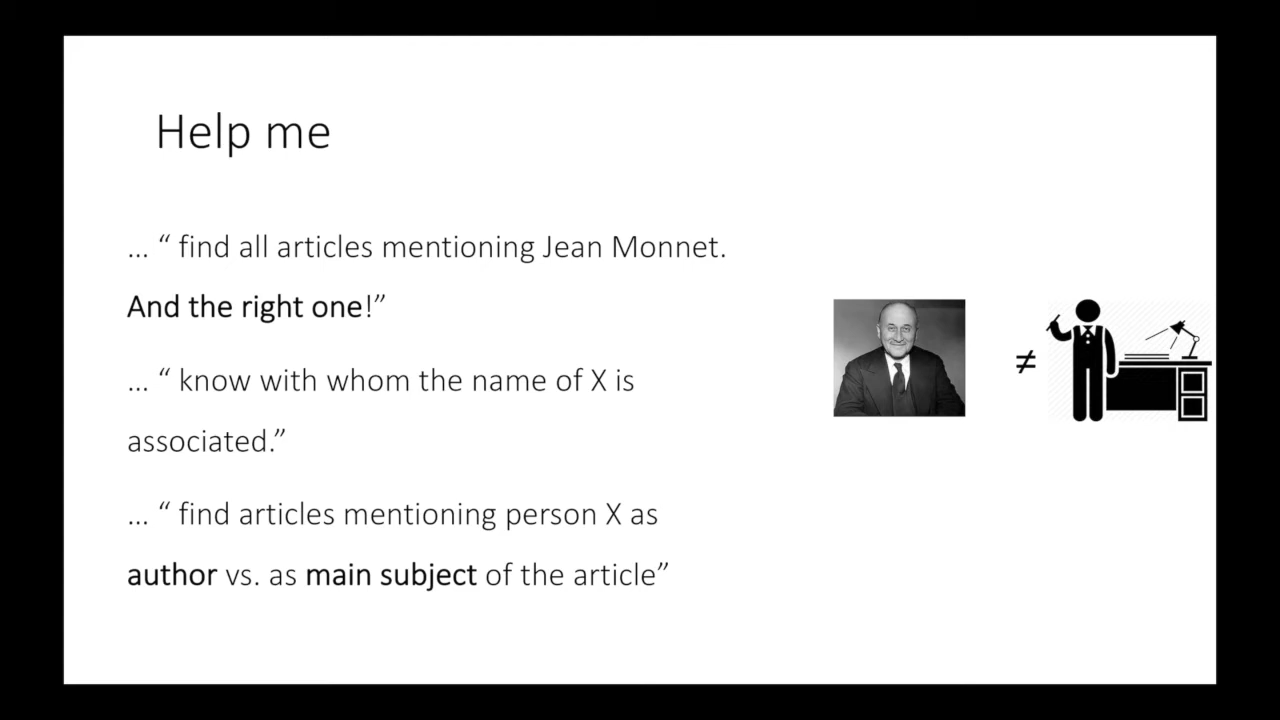 Help me
... “ find all articles mentioning Jean Monnet.
And the right one!”
... “ know with whom the name of X is
associated.”
... “ find articles mentioning person X as
author vs. as main subject of the article”
≠